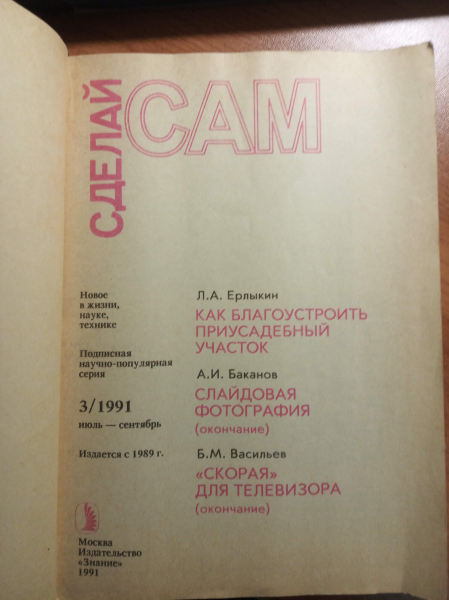 СДЕЛАЙ
САМ
Новое
в жизни,
науке,
технике
Подписная
научно-популярная
серия
3/1991
июль — сентябрь
Издается с 1989 г.
Москва
Издательство
«Знание»
1991
Л.А. Ерлыкин
КАК БЛАГОУСТРОИТЬ
ПРИУСАДЕБНЫЙ
УЧАСТОК
А.И. Баканов
СЛАЙДОВАЯ
ФОТОГРАФИЯ
(окончание)
Б.М. Васильев
«СКОРАЯ»
ДЛЯ ТЕЛЕВИЗОРА
(окончание)